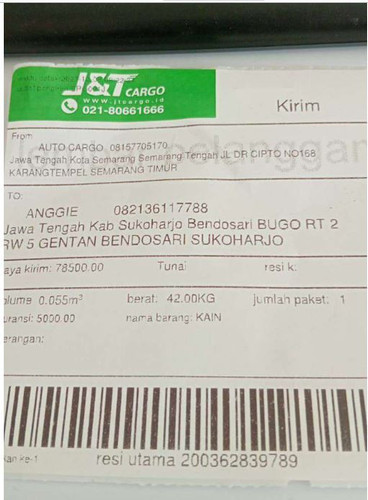 J&T CARGO
www.jtcargo.id
021-80661666
Kirim
From
AUTO CARGO 08157705170
Jawa Tengah Kota Semarang Semarang Tengah JL DR CIPTO NO168
KARANGTEMPEL SEMARANG TIMUR
TO:
ANGGIE 082136117788
Jawa Tengah Kab Sukoharjo Bendosari BUGO RT 2
RW 5 GENTAN BENDOSARI SUKOHARJO
aya kirim: 78500.00 Tunai resi k:
olume 0.055m³ berat: 42.00KG jumlah paket: 1
uransi: 5000.00 nama barang: KAIN
erangan:
resi utama 200362839789